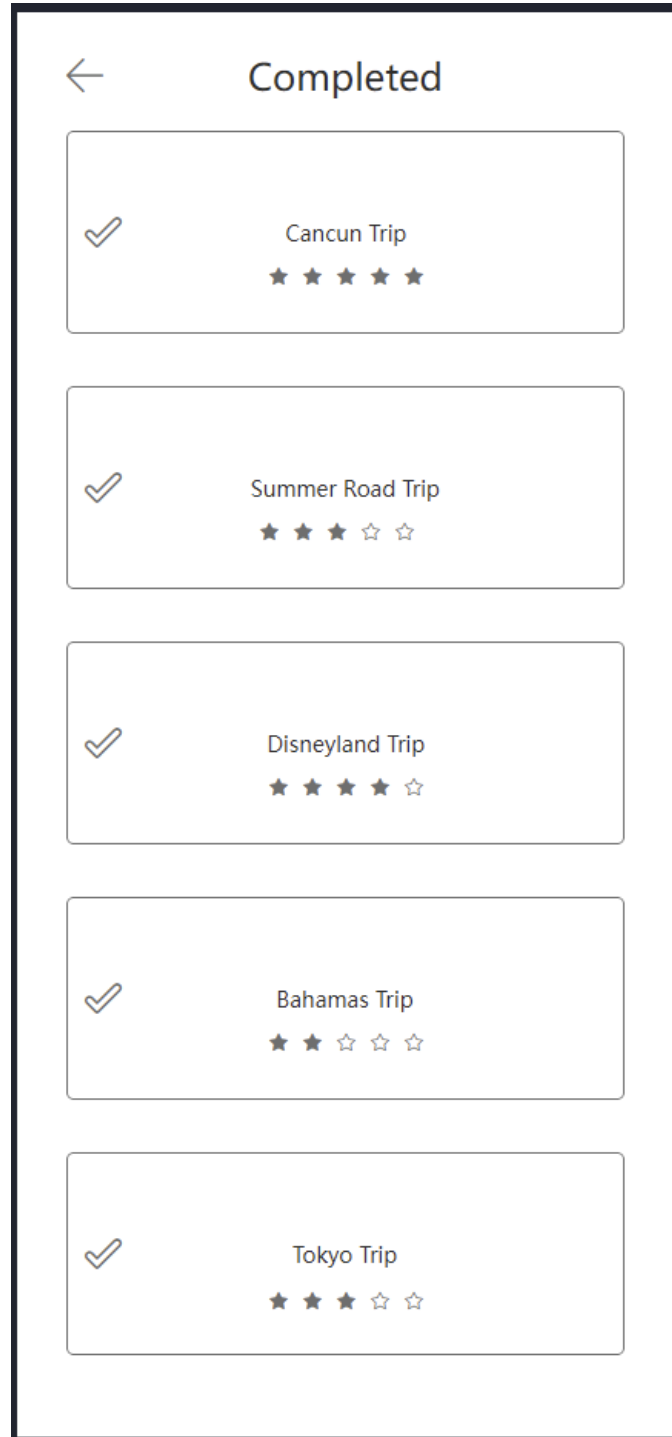 Completed
Cancun Trip
Summer Road Trip
Disneyland Trip
Bahamas Trip
Tokyo Trip